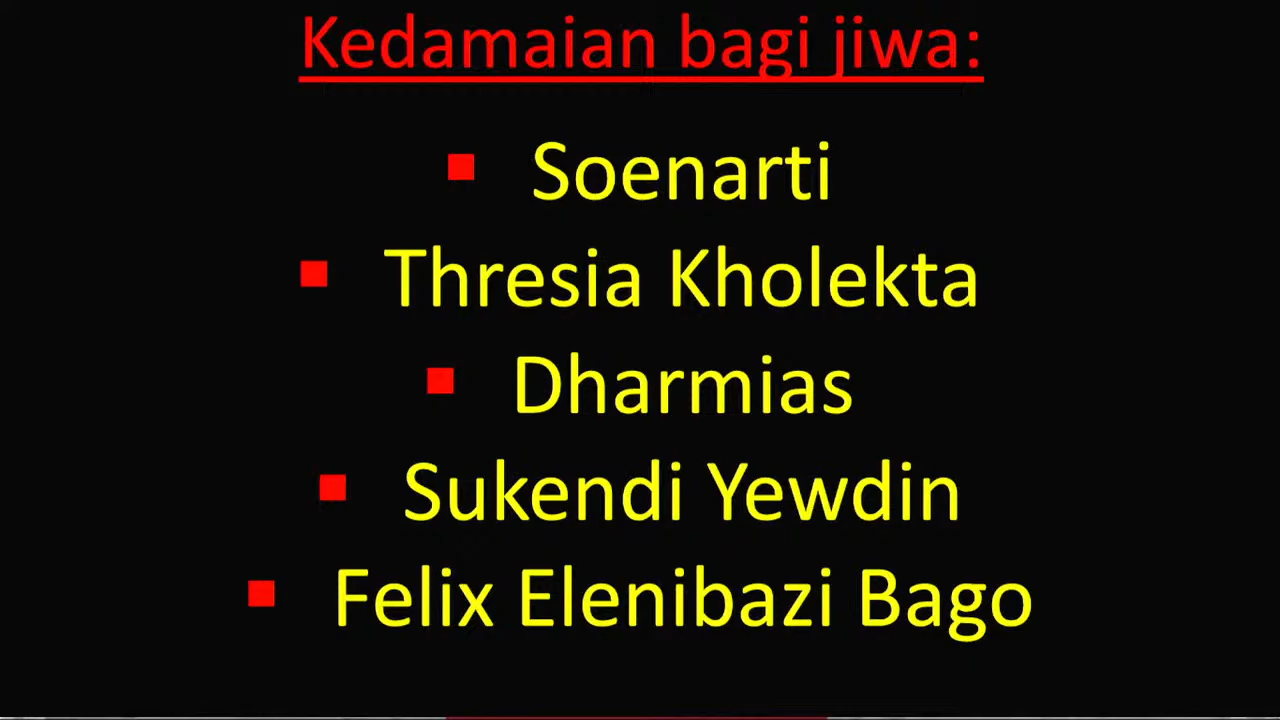 Kedamaian bagi jiwa:
▪ Soenarti
▪ Thresia Kholekta
▪ Dharmias
▪ Sukendi Yewdin
▪ Felix Elenibazi Bago